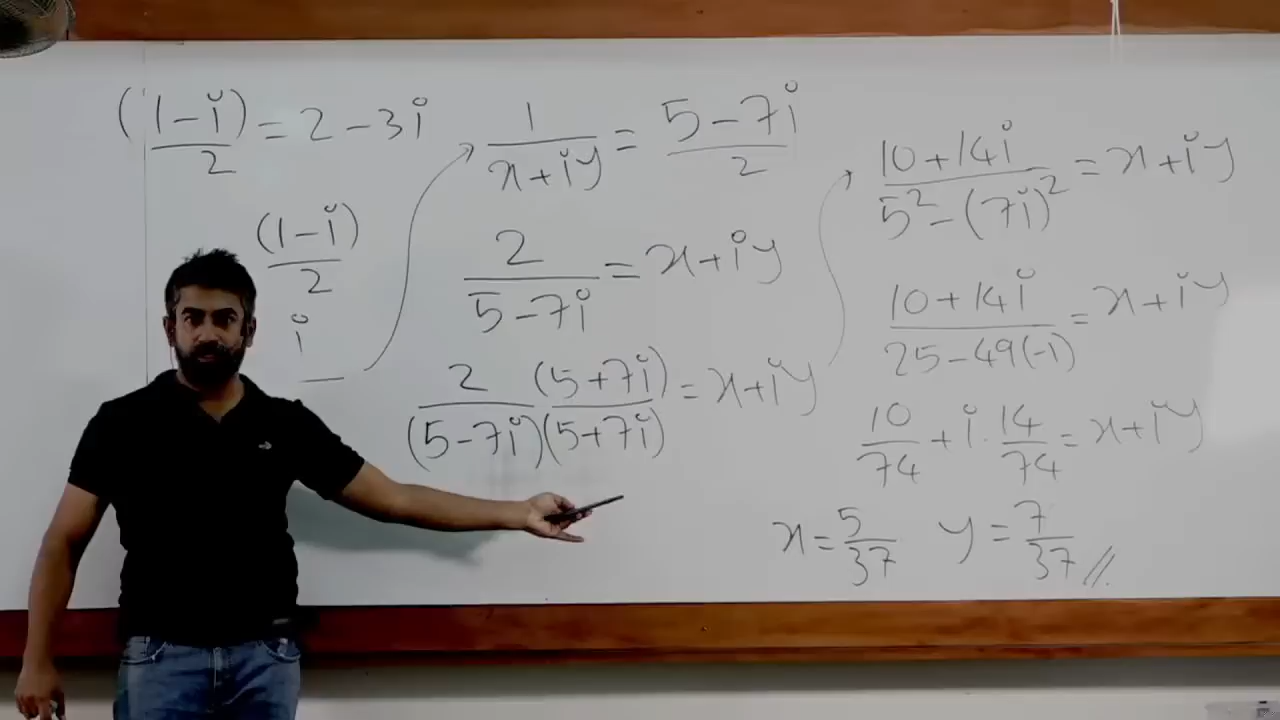 (1-i)/2 = 2-3i
(1-i)/2
i
1/(x+iy) = (5-7i)/2
2/(5-7i) = x+iy
2/(5-7i) (5+7i)/(5+7i) = x+iy
(10+14i)/(5²-(7i)²) = x+iy
(10+14i)/(25-49(-1)) = x+iy
10/74 + i.14/74 = x+iy
x = 5/37 y = 7/37 //